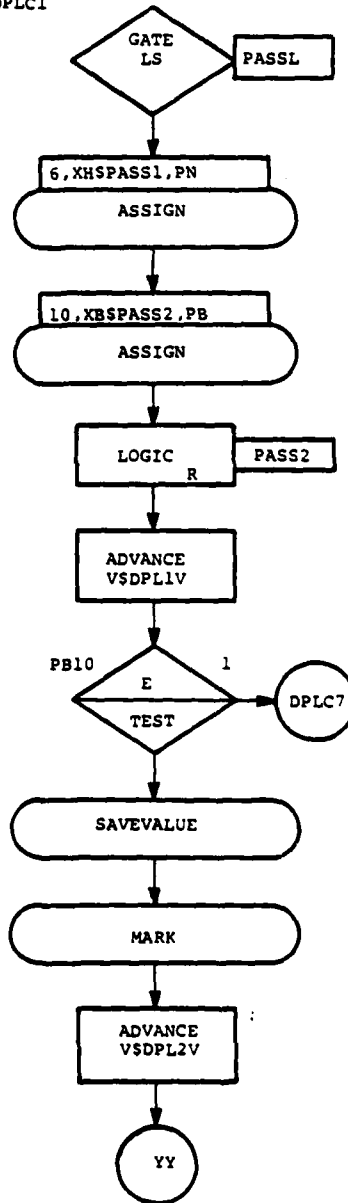 DPLC1
GATE
LS
PASSL
6,XH$PASS1,PN
ASSIGN
10,XB$PASS2,PB
ASSIGN
LOGIC
R
PASS2
ADVANCE
V$DPL1V
PB10
1
E
TEST
DPLC7
SAVEVALUE
MARK
ADVANCE
V$DPL2V
YY